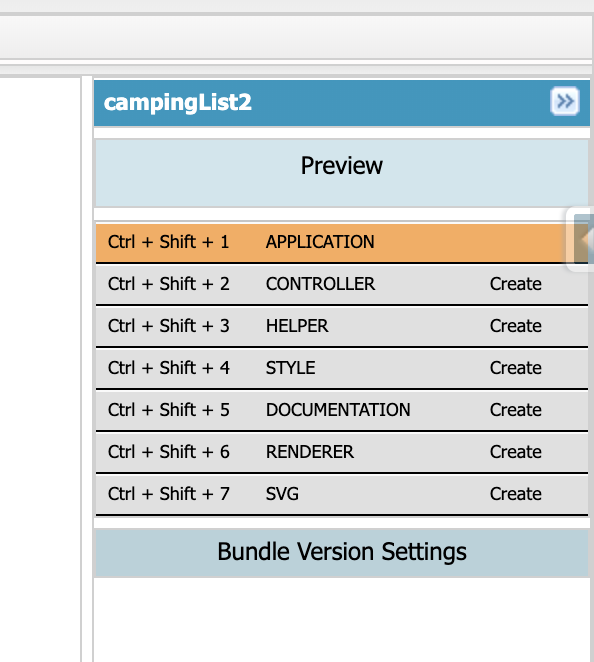 campingList2
Preview
Ctrl + Shift + 1 APPLICATION
Ctrl + Shift + 2 CONTROLLER Create
Ctrl + Shift + 3 HELPER Create
Ctrl + Shift + 4 STYLE Create
Ctrl + Shift + 5 DOCUMENTATION Create
Ctrl + Shift + 6 RENDERER Create
Ctrl + Shift + 7 SVG Create
Bundle Version Settings